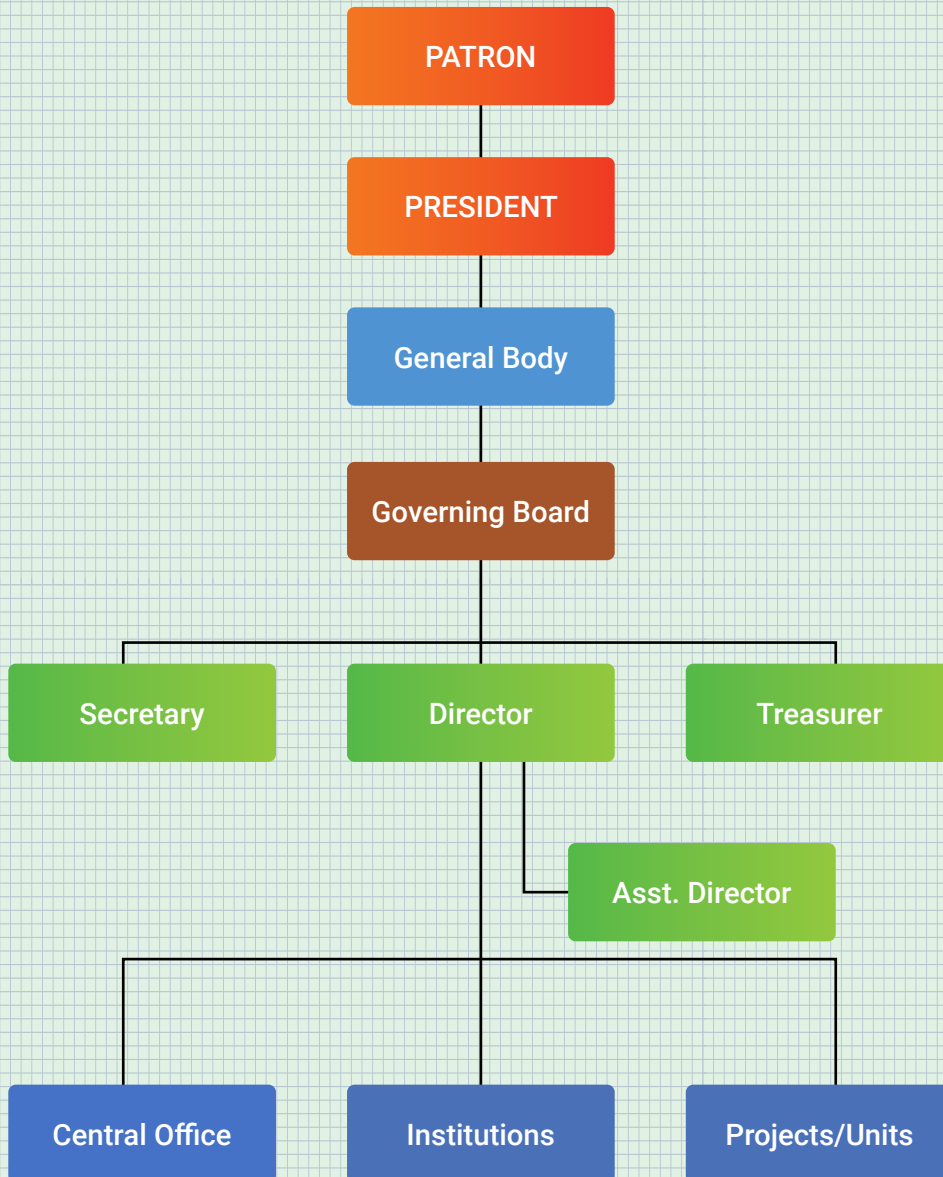 PATRON
PRESIDENT
General Body
Governing Board
Secretary
Director
Treasurer
Asst. Director
Central Office
Institutions
Projects/Units